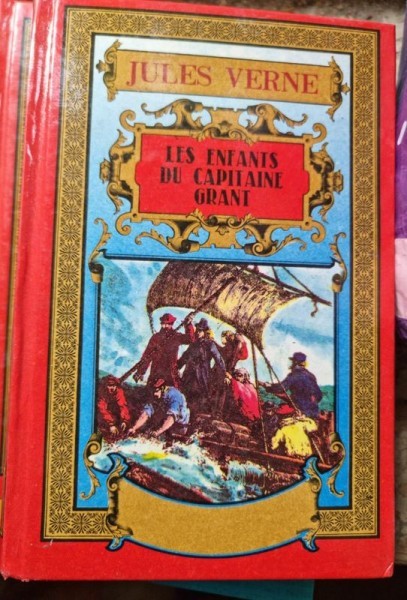 JULES VERNE
LES ENFANTS
DU CAPITAINE
GRANT